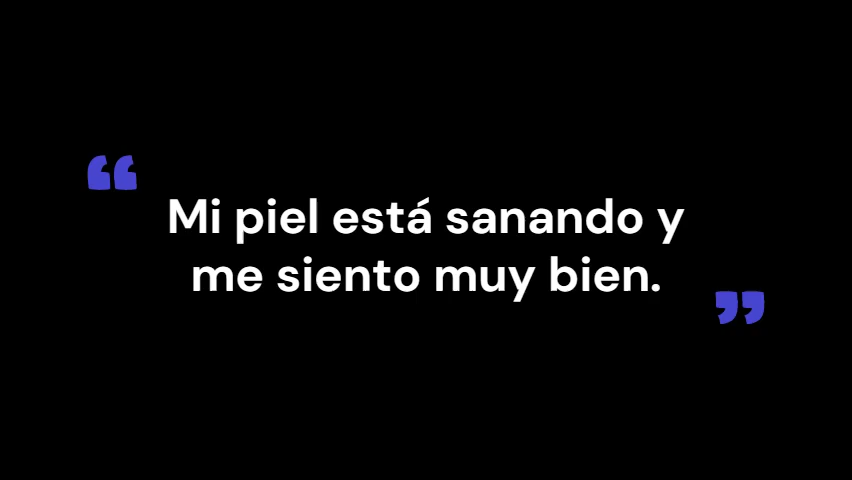 “
Mi piel está sanando y
me siento muy bien.
”